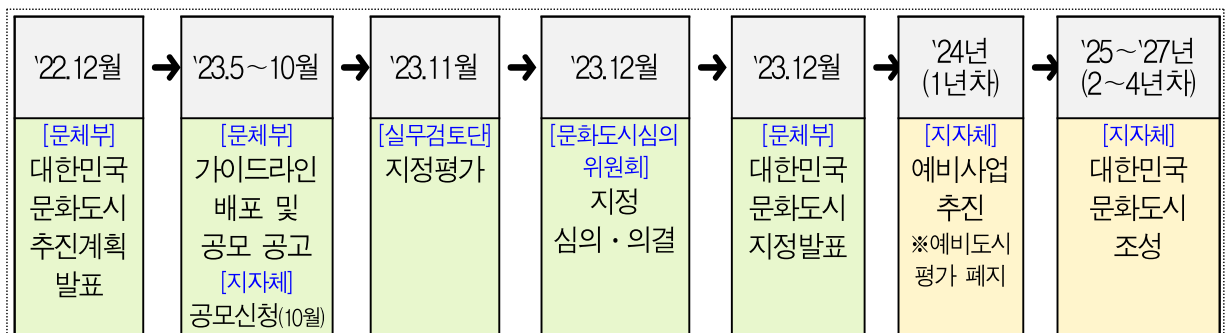 '22.12월
[문체부]
대한민국
문화도시
추진계획
발표
➜
'23.5~10월
[문체부]
가이드라인
배포 및
공모 공고
[지자체]
공모신청(10월)
➜
'23.11월
[실무검토단]
지정평가
➜
'23.12월
[문화도시심의
위원회]
지정
심의・의결
➜
'23.12월
[문체부]
대한민국
문화도시
지정발표
➜
'24년
(1년차)
[지자체]
예비사업
추진
※예비도시
평가 폐지
➜
'25~'27년
(2~4년차)
[지자체]
대한민국
문화도시
조성